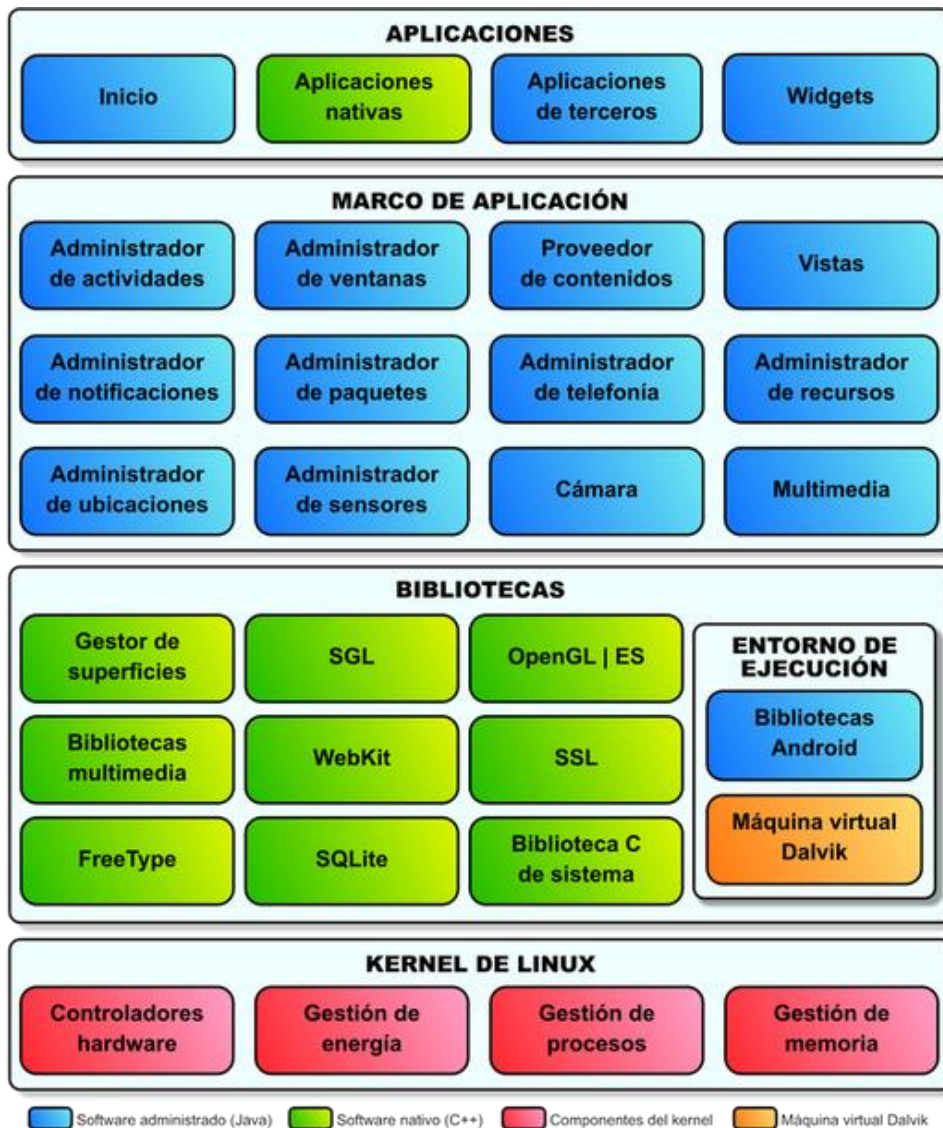 APLICACIONES
Inicio
Aplicaciones
nativas
Aplicaciones
de terceros
Widgets
MARCO DE APLICACIÓN
Administrador
de actividades
Administrador
de ventanas
Proveedor
de contenidos
Vistas
Administrador
de notificaciones
Administrador
de paquetes
Administrador
de telefonía
Administrador
de recursos
Administrador
de ubicaciones
Administrador
de sensores
Cámara
Multimedia
BIBLIOTECAS
Gestor de
superficies
SGL
OpenGL | ES
Bibliotecas
multimedia
WebKit
SSL
FreeType
SQLite
Biblioteca C
de sistema
ENTORNO DE
EJECUCIÓN
Bibliotecas
Android
Máquina virtual
Dalvik
KERNEL DE LINUX
Controladores
hardware
Gestión de
energía
Gestión de
procesos
Gestión de
memoria
Software administrado (Java)
Software nativo (C++)
Componentes del kernel
Máquina virtual Dalvik